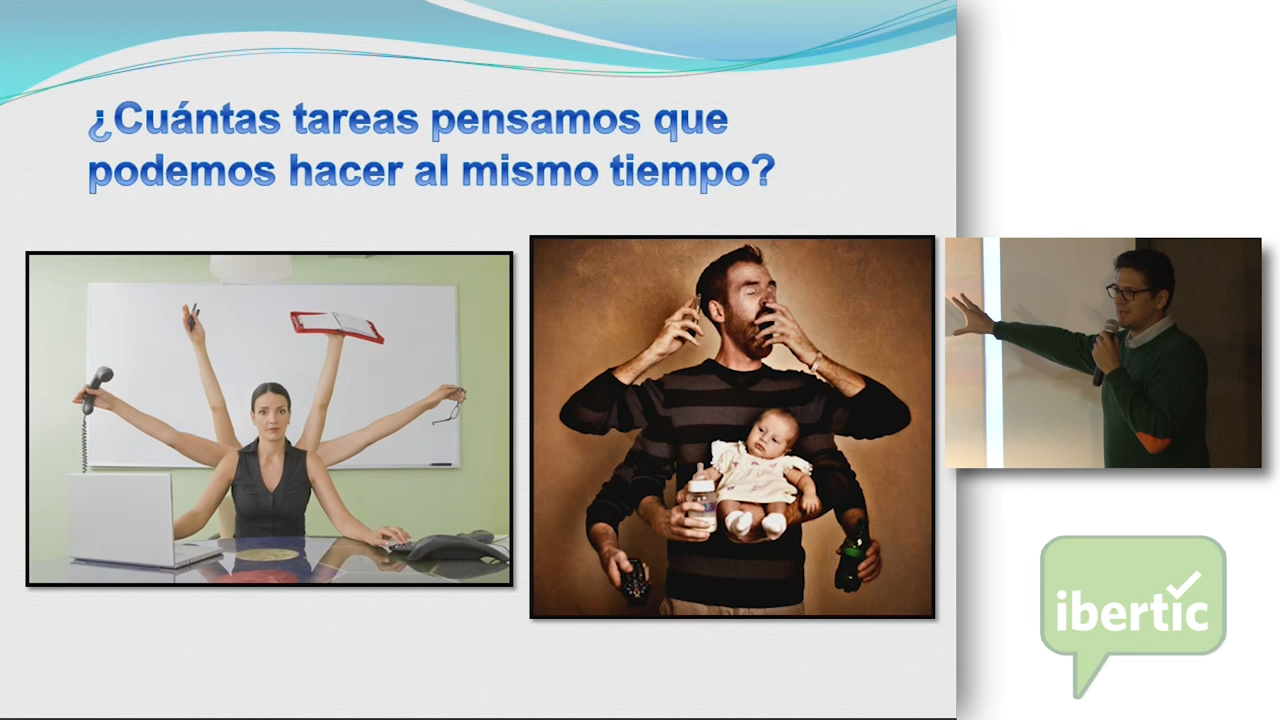 ¿Cuántas tareas pensamos que
podemos hacer al mismo tiempo?
ibertic